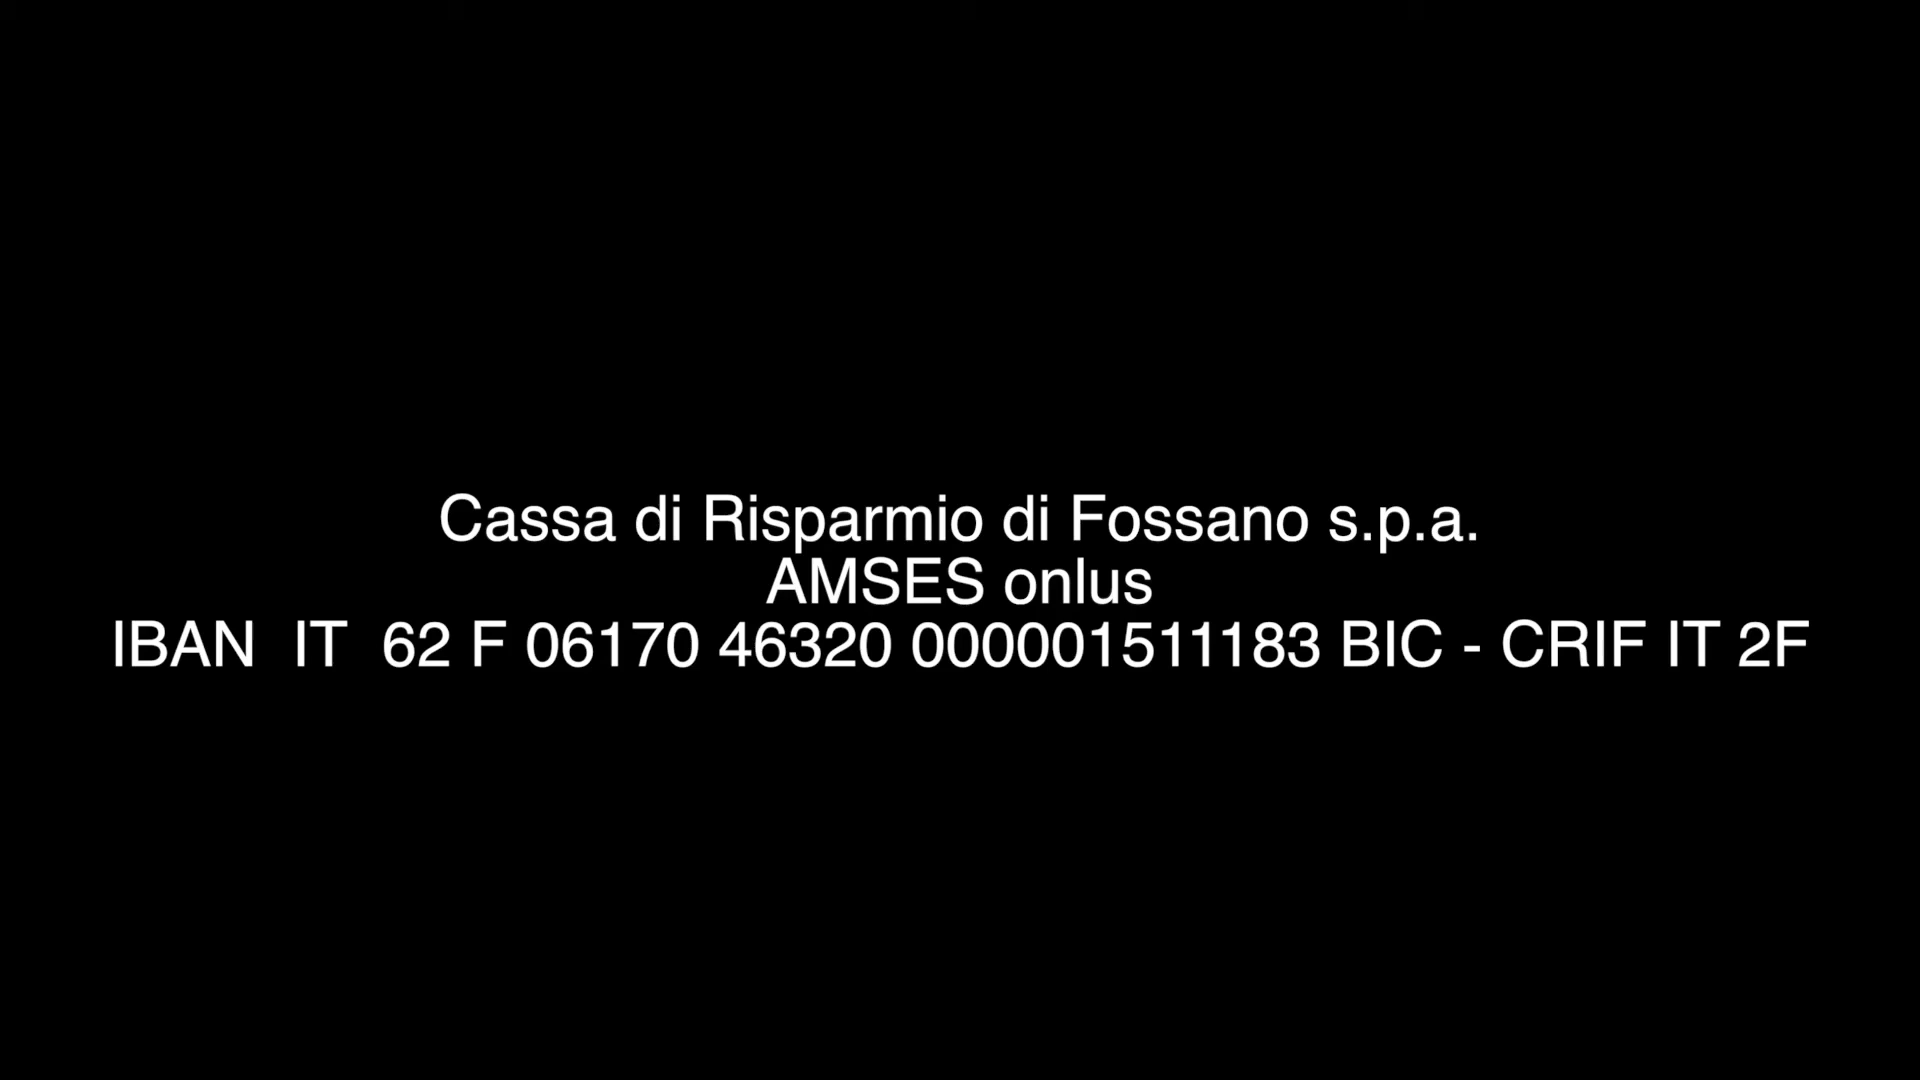 Cassa di Risparmio di Fossano s.p.a.
AMSES onlus
IBAN  IT  62 F 06170 46320 000001511183 BIC - CRIF IT 2F